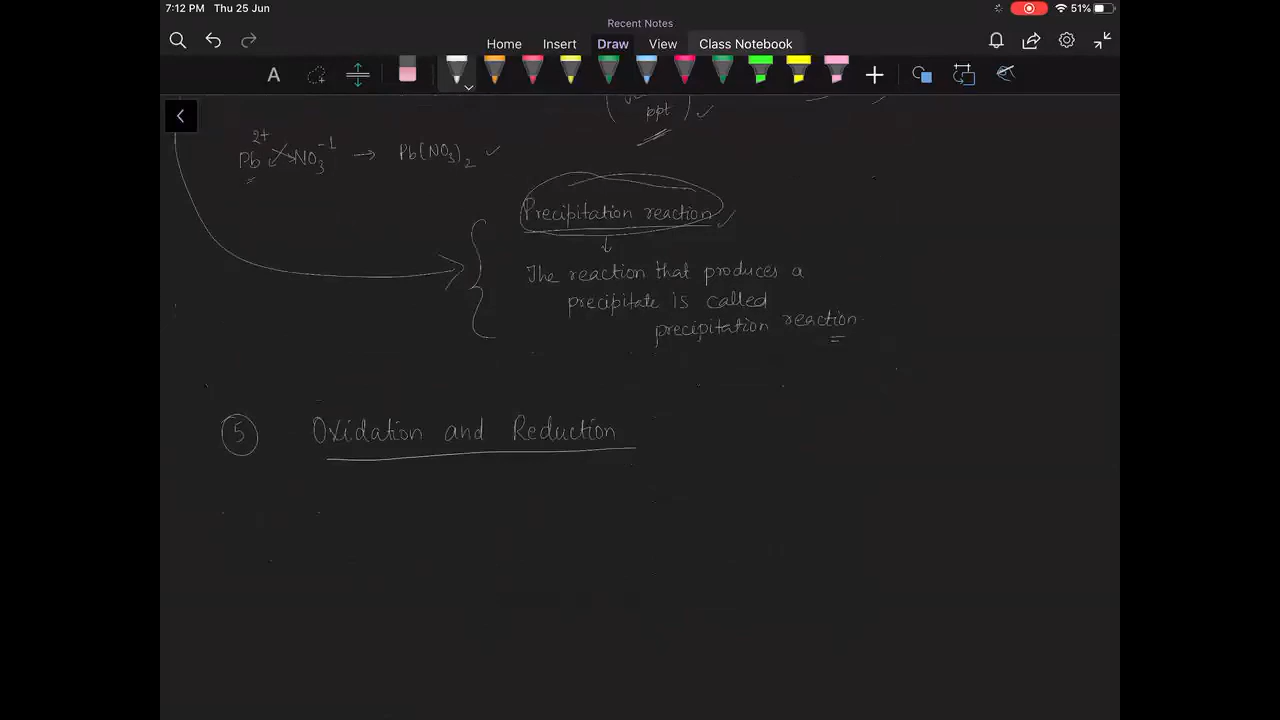 7:12 PM Thu 25 Jun
51%
Recent Notes
Home Insert Draw View Class Notebook
A
ppt
Pb²⁺ NO₃⁻¹ → Pb(NO₃)₂ ✓
Precipitation reaction ✓
↓
The reaction that produces a
precipitate is called
precipitation reaction.
⑤ Oxidation and Reduction